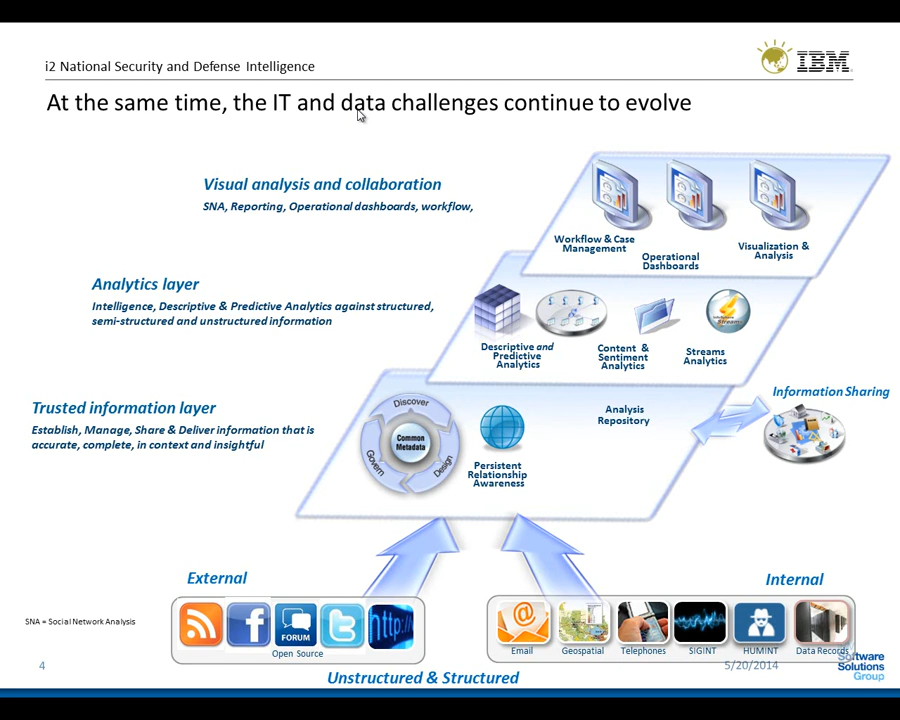 i2 National Security and Defense Intelligence
IBM
At the same time, the IT and data challenges continue to evolve
Visual analysis and collaboration
SNA, Reporting, Operational dashboards, workflow,
Workflow & Case
Management
Operational
Dashboards
Visualization &
Analysis
Analytics layer
Intelligence, Descriptive & Predictive Analytics against structured,
semi-structured and unstructured information
Descriptive and
Predictive
Analytics
Content &
Sentiment
Analytics
Streams
Streams
Analytics
Trusted information layer
Establish, Manage, Share & Deliver information that is
accurate, complete, in context and insightful
Discover
Common
Metadata
Govern
Design
Persistent
Relationship
Awareness
Analysis
Repository
Information Sharing
External
Internal
SNA = Social Network Analysis
FORUM
http:/
Open Source
Email
Geospatial
Telephones
SIGINT
HUMINT
Data Records
Unstructured & Structured
4
5/20/2014
Software
Solutions
Group